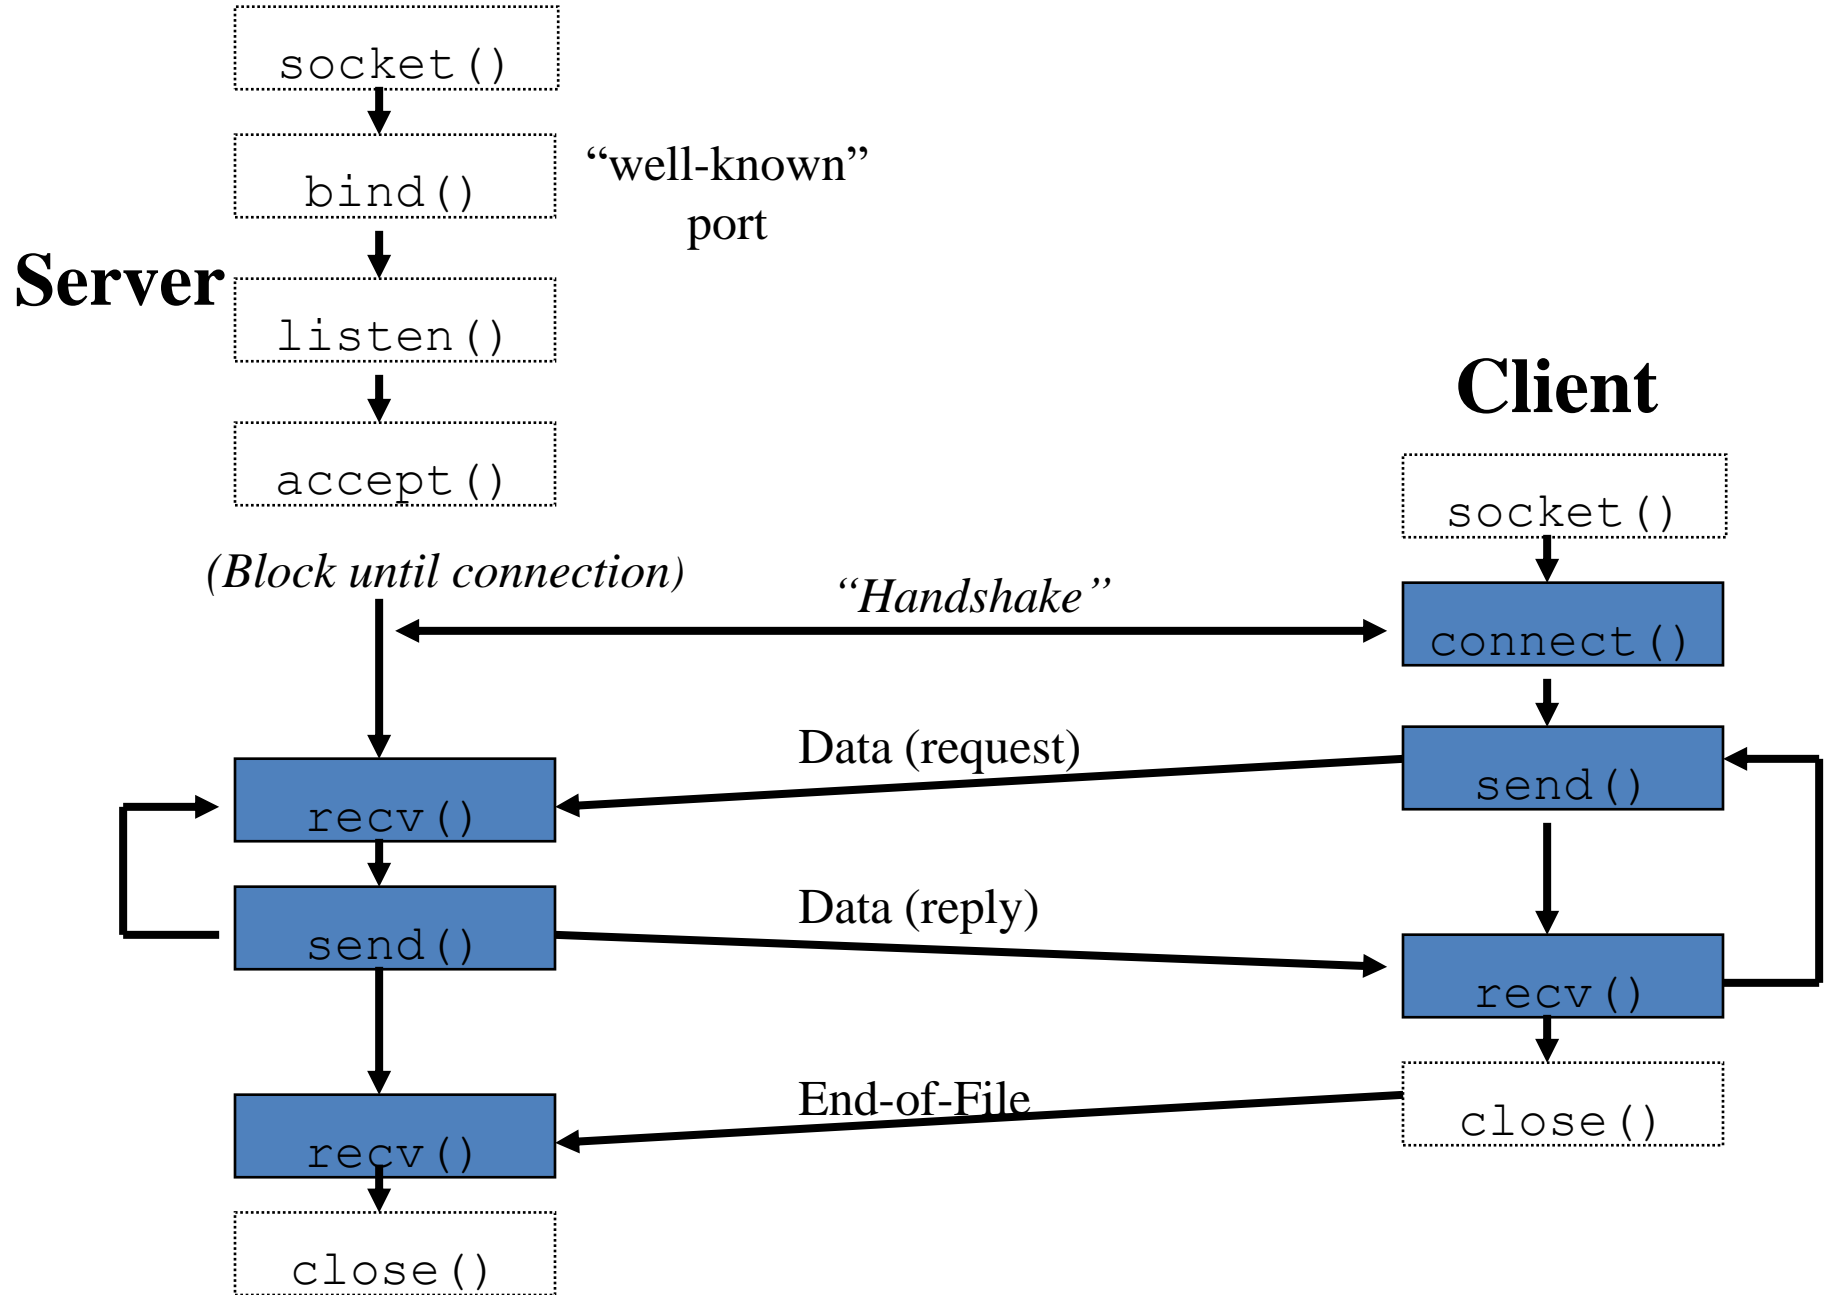 socket()
bind()
“well-known”
port
Server
listen()
accept()
(Block until connection)
Client
socket()
“Handshake”
connect()
Data (request)
send()
recv()
Data (reply)
send()
recv()
End-of-File
close()
recv()
close()